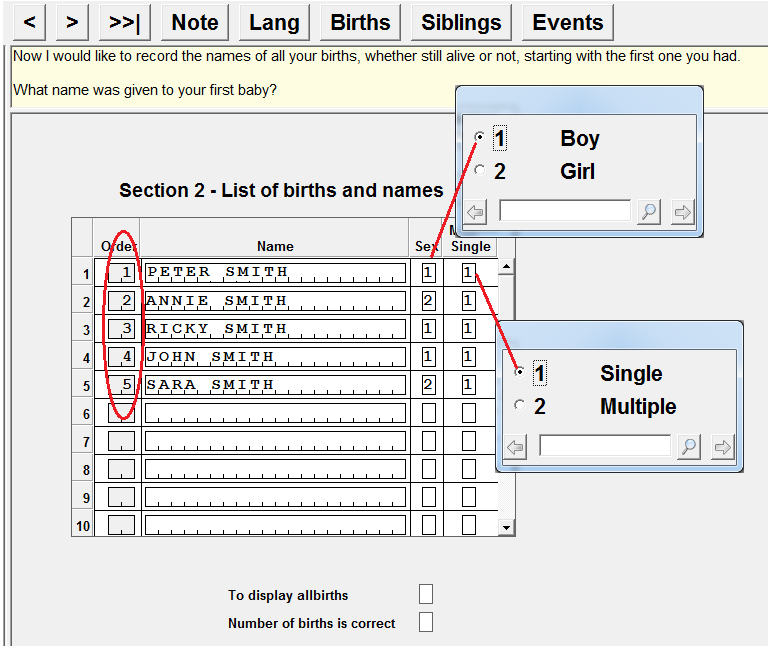 < > >>| Note Lang Births Siblings Events
Now I would like to record the names of all your births, whether still alive or not, starting with the first one you had.
What name was given to your first baby?
1 Boy
2 Girl
Section 2 - List of births and names
Order Name Sex Single
1 1 PETER SMITH 1 1
2 2 ANNIE SMITH 2 1
3 3 RICKY SMITH 1 1
4 4 JOHN SMITH 1 1
5 5 SARA SMITH 2 1
6
7
8
9
10
1 Single
2 Multiple
To display allbirths
Number of births is correct